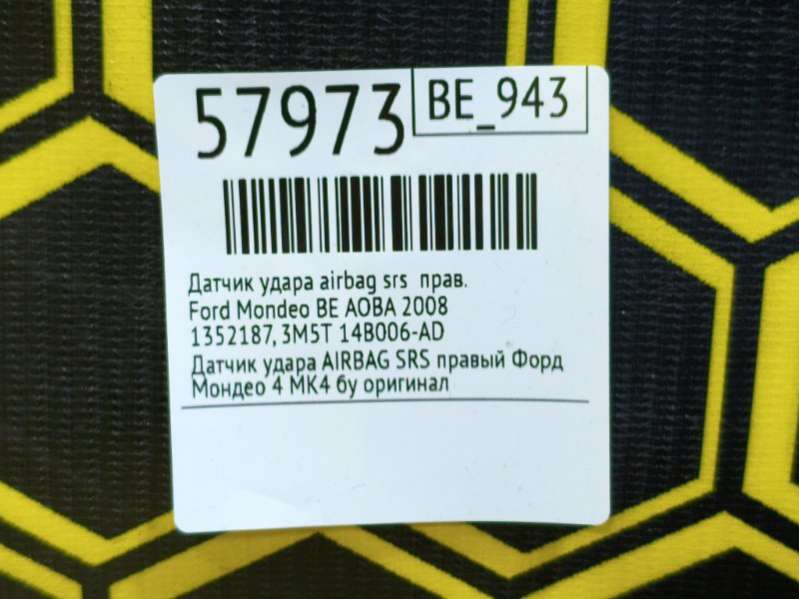 57973
BE_943
Датчик удара airbag srs прав.
Ford Mondeo BE AOBA 2008
1352187, 3M5T 14B006-AD
Датчик удара AIRBAG SRS правый Форд
Мондео 4 МК4 бу оригинал